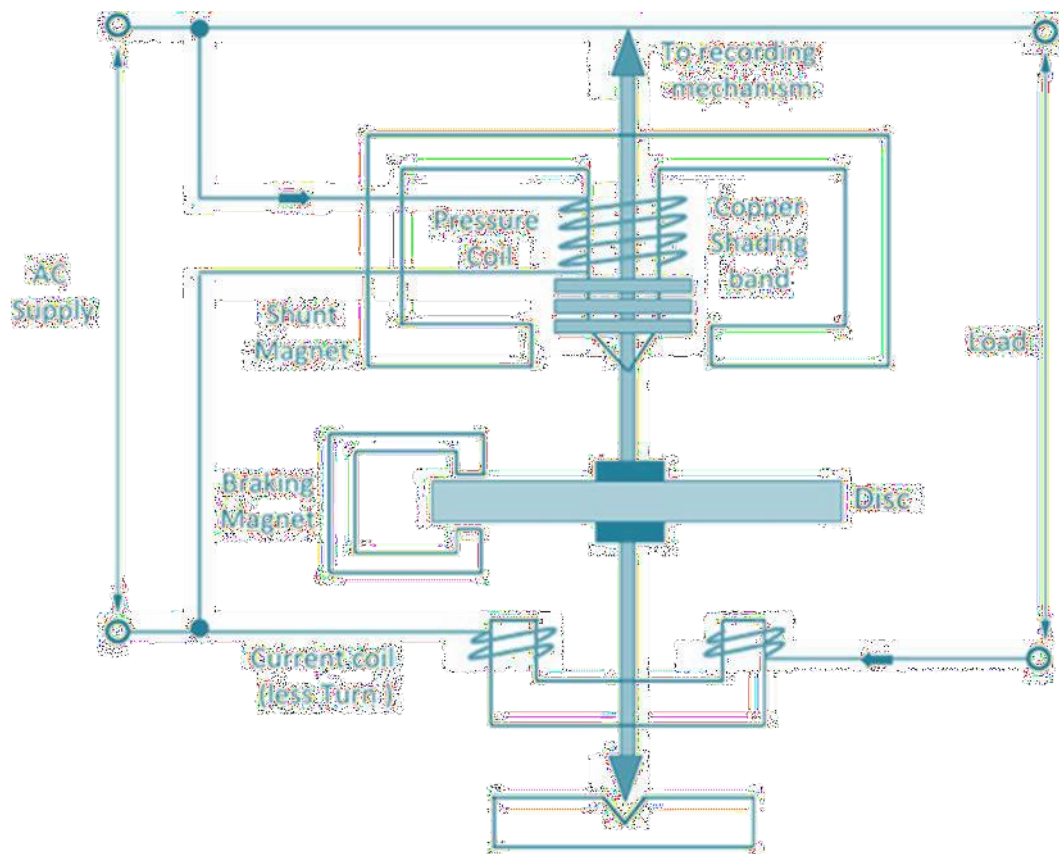 To recording
mechanism
Pressure
Coil
Copper
Shading
band
AC
Supply
Shunt
Magnet
Load
Braking
Magnet
Disc
Current coil
(less Turn )